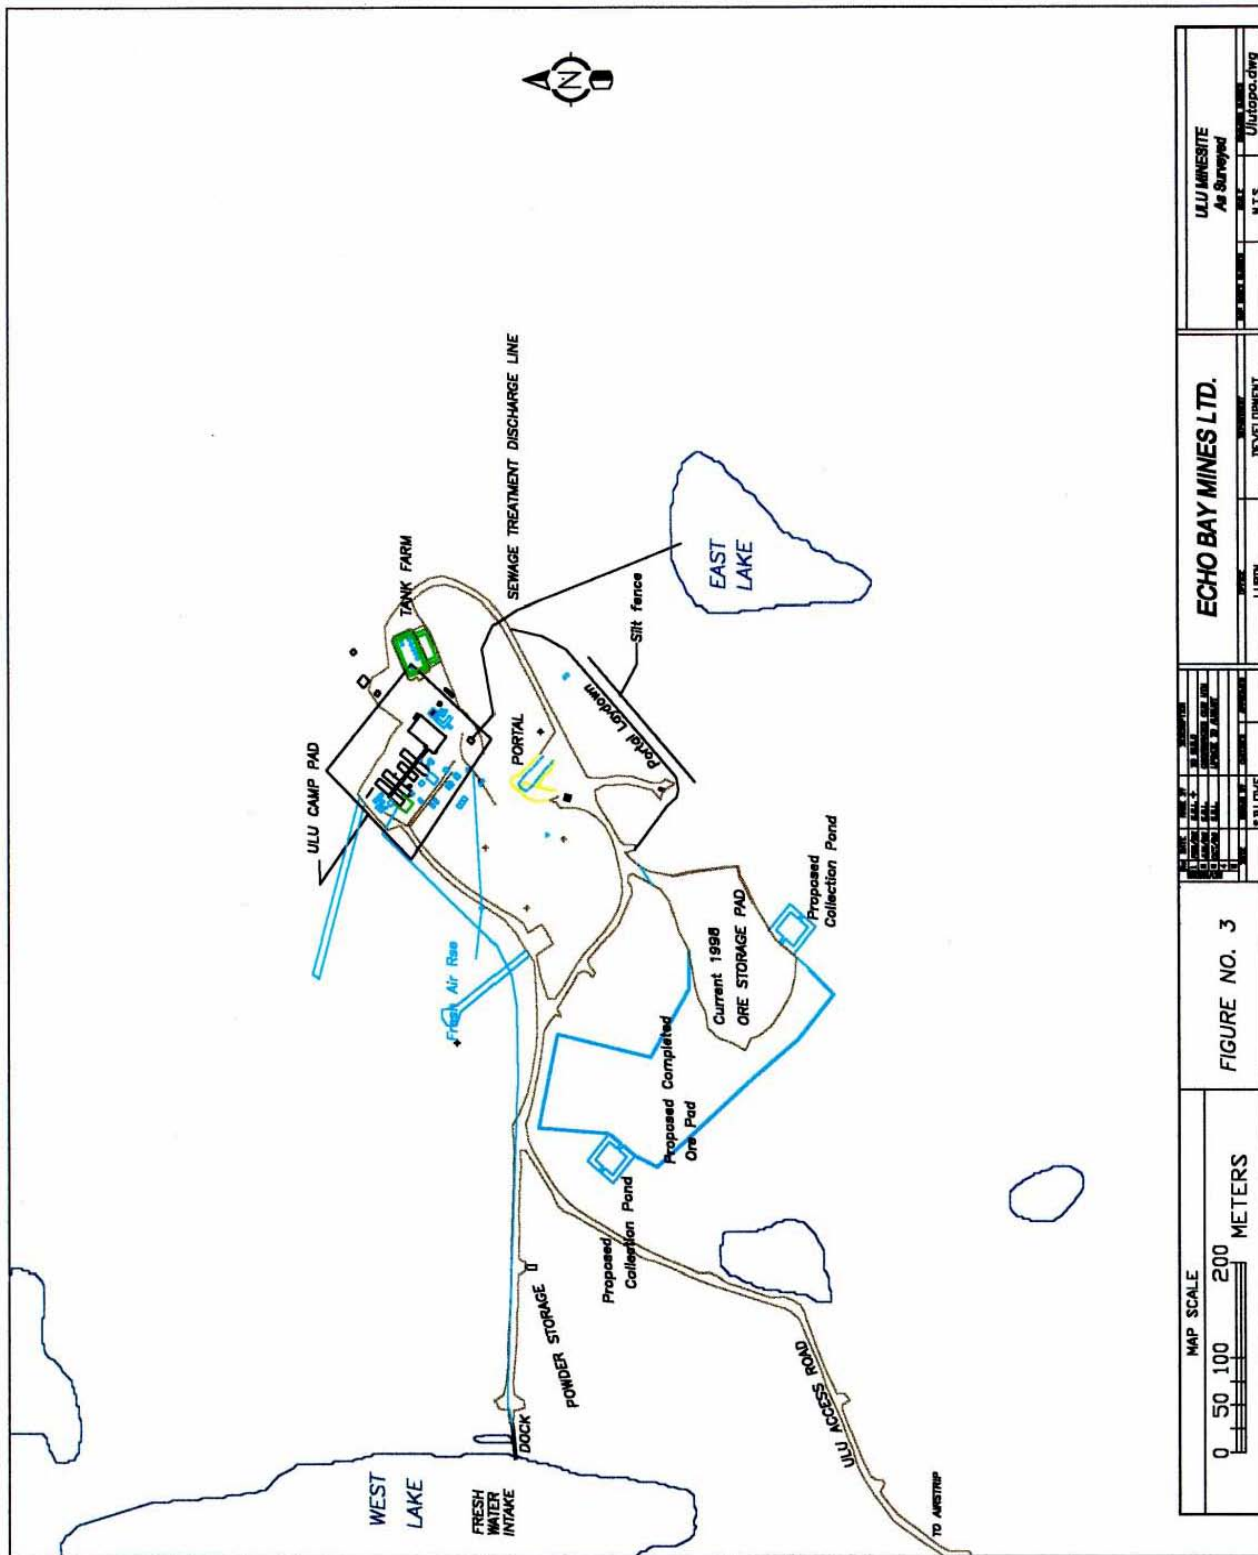 N
ULU CAMP PAD
TANK FARM
SEWAGE TREATMENT DISCHARGE LINE
PORTAL
Portal Laydown
Silt fence
EAST
LAKE
Fresh Air Rse
Current 1998
ORE STORAGE PAD
Proposed
Collection Pond
Proposed Completed
Ore Pad
Proposed
Collection Pond
WEST
LAKE
FRESH
WATER
INTAKE
DOCK
POWDER STORAGE
ULU ACCESS ROAD
TO AIRSTRIP
MAP SCALE
0 50 100 200
METERS
FIGURE NO. 3
ECHO BAY MINES LTD.
LUPIN
DEVELOPMENT
ULU MINESITE
As Surveyed
N.T.S.
Ulutopo.dwg